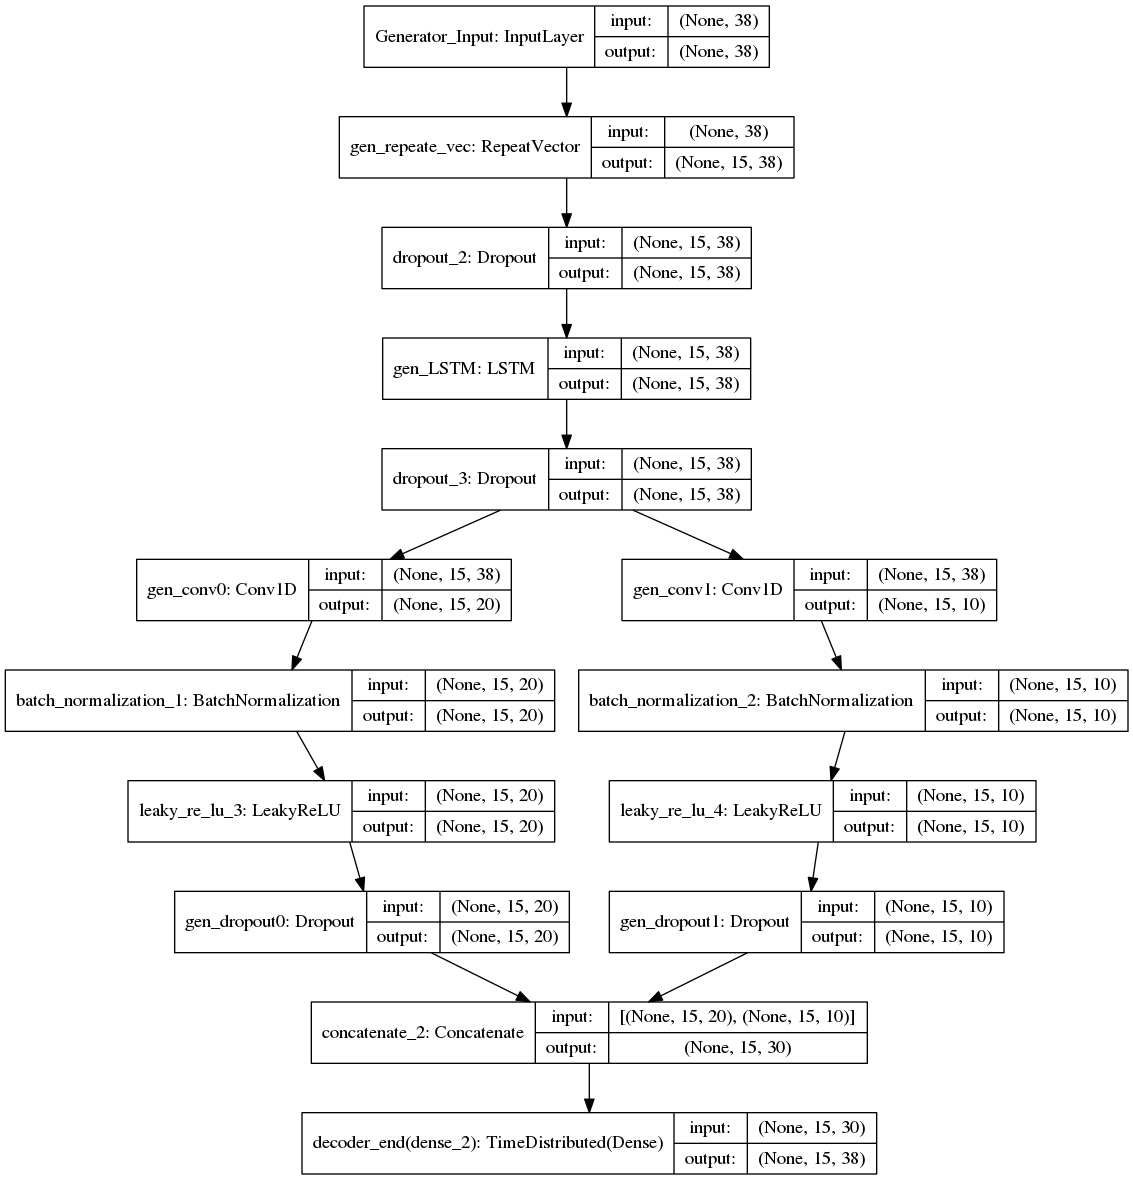 Generator_Input: InputLayer
input: (None, 38)
output: (None, 38)
gen_repeate_vec: RepeatVector
input: (None, 38)
output: (None, 15, 38)
dropout_2: Dropout
input: (None, 15, 38)
output: (None, 15, 38)
gen_LSTM: LSTM
input: (None, 15, 38)
output: (None, 15, 38)
dropout_3: Dropout
input: (None, 15, 38)
output: (None, 15, 38)
gen_conv0: Conv1D
input: (None, 15, 38)
output: (None, 15, 20)
gen_conv1: Conv1D
input: (None, 15, 38)
output: (None, 15, 10)
batch_normalization_1: BatchNormalization
input: (None, 15, 20)
output: (None, 15, 20)
batch_normalization_2: BatchNormalization
input: (None, 15, 10)
output: (None, 15, 10)
leaky_re_lu_3: LeakyReLU
input: (None, 15, 20)
output: (None, 15, 20)
leaky_re_lu_4: LeakyReLU
input: (None, 15, 10)
output: (None, 15, 10)
gen_dropout0: Dropout
input: (None, 15, 20)
output: (None, 15, 20)
gen_dropout1: Dropout
input: (None, 15, 10)
output: (None, 15, 10)
concatenate_2: Concatenate
input: [(None, 15, 20), (None, 15, 10)]
output: (None, 15, 30)
decoder_end(dense_2): TimeDistributed(Dense)
input: (None, 15, 30)
output: (None, 15, 38)